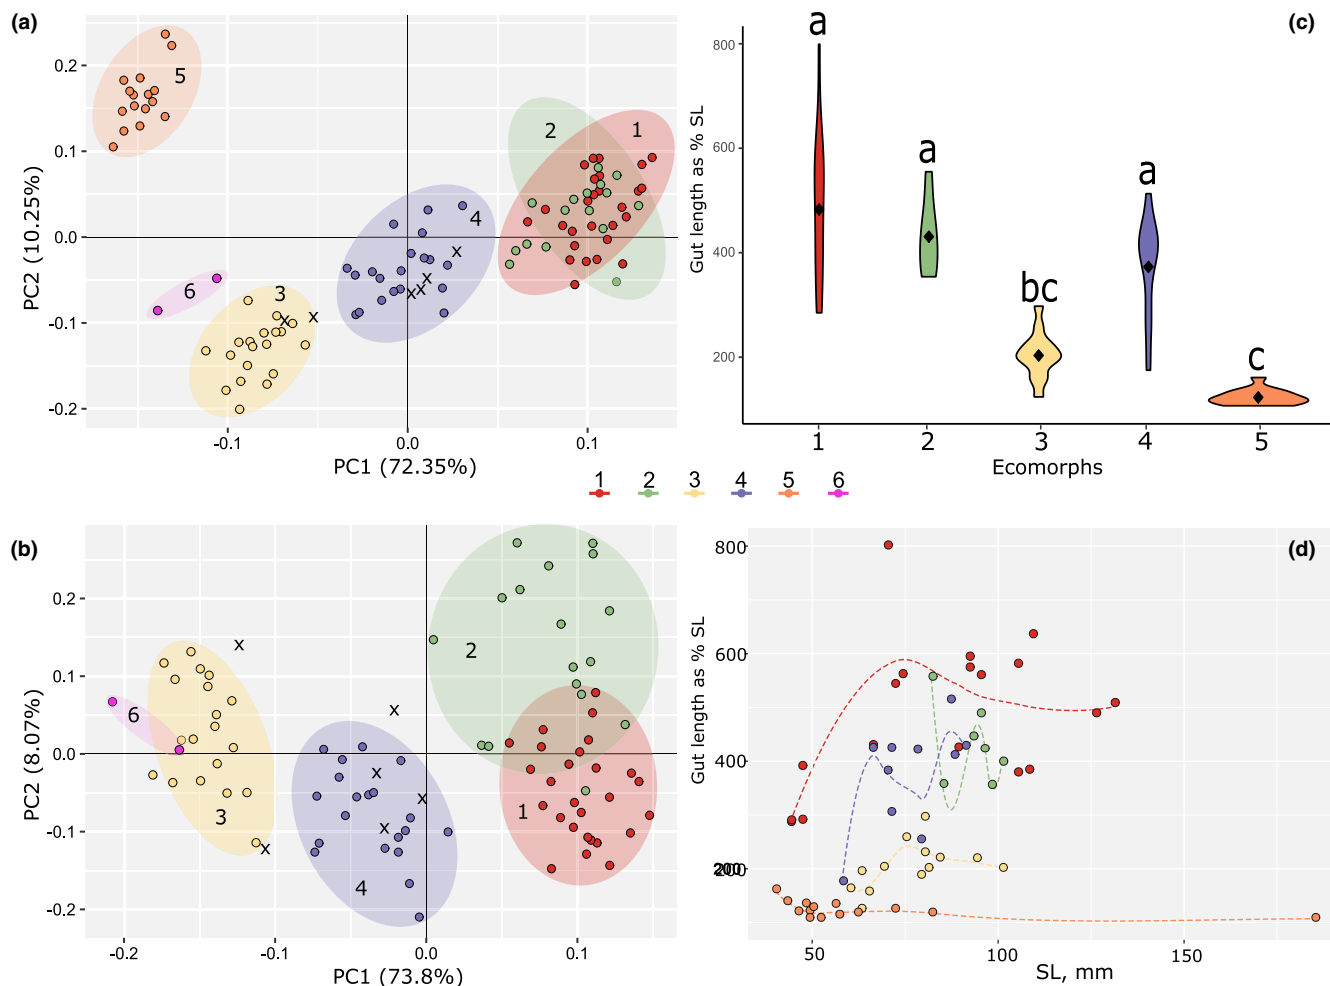 (a)
PC2 (10.25%)
0.2
0.1
0.0
-0.1
-0.2
5
2
1
4
x
x
x
x
6
3
x
x
-0.1
0.0
0.1
PC1 (72.35%)
(c)
Gut length as % SL
800
600
400
200
a
a
bc
a
c
1
2
3
4
5
Ecomorphs
1
2
3
4
5
6
(b)
PC2 (8.07%)
0.2
0.1
0.0
-0.1
-0.2
x
2
x
6
x
x
3
x
1
x
4
-0.2
-0.1
0.0
0.1
PC1 (73.8%)
(d)
Gut length as % SL
800
600
400
200
200
50
100
150
SL, mm